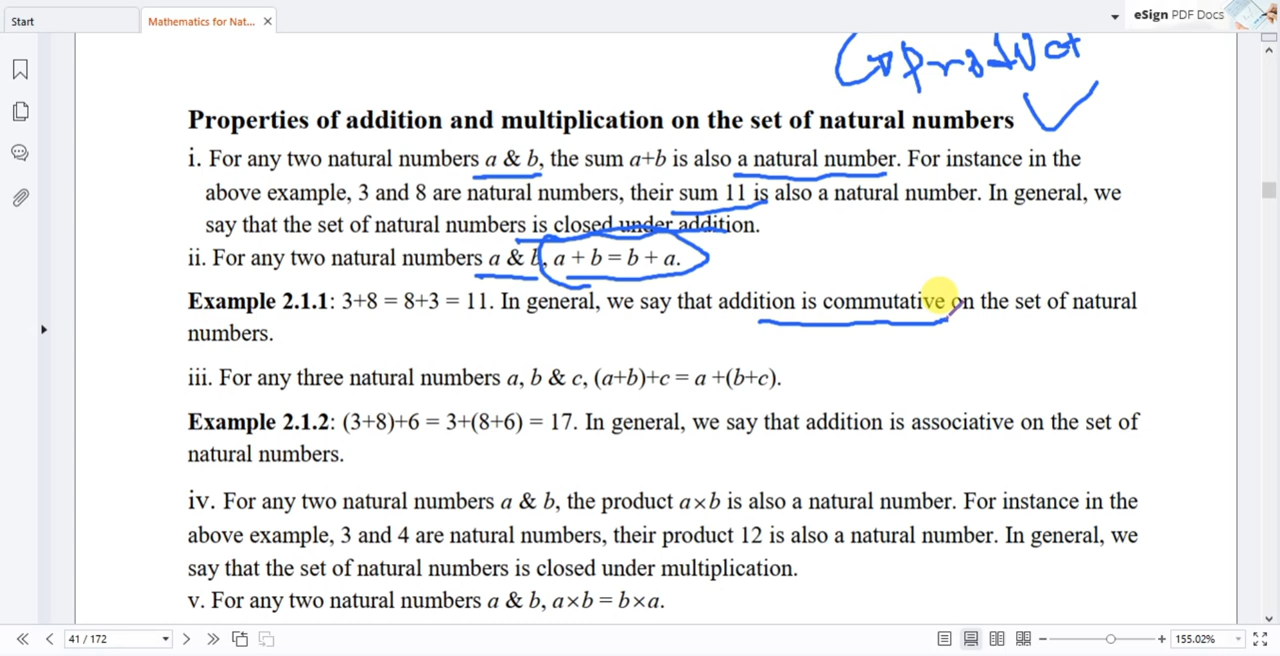 Start
Mathematics for Nat...
eSign PDF Docs
Properties of addition and multiplication on the set of natural numbers
i. For any two natural numbers a & b, the sum a+b is also a natural number. For instance in the
above example, 3 and 8 are natural numbers, their sum 11 is also a natural number. In general, we
say that the set of natural numbers is closed under addition.
ii. For any two natural numbers a & b, a + b = b + a.
Example 2.1.1: 3+8 = 8+3 = 11. In general, we say that addition is commutative on the set of natural
numbers.
iii. For any three natural numbers a, b & c, (a+b)+c = a +(b+c).
Example 2.1.2: (3+8)+6 = 3+(8+6) = 17. In general, we say that addition is associative on the set of
natural numbers.
iv. For any two natural numbers a & b, the product a×b is also a natural number. For instance in the
above example, 3 and 4 are natural numbers, their product 12 is also a natural number. In general, we
say that the set of natural numbers is closed under multiplication.
v. For any two natural numbers a & b, a×b = b×a.
41 / 172
155.02%